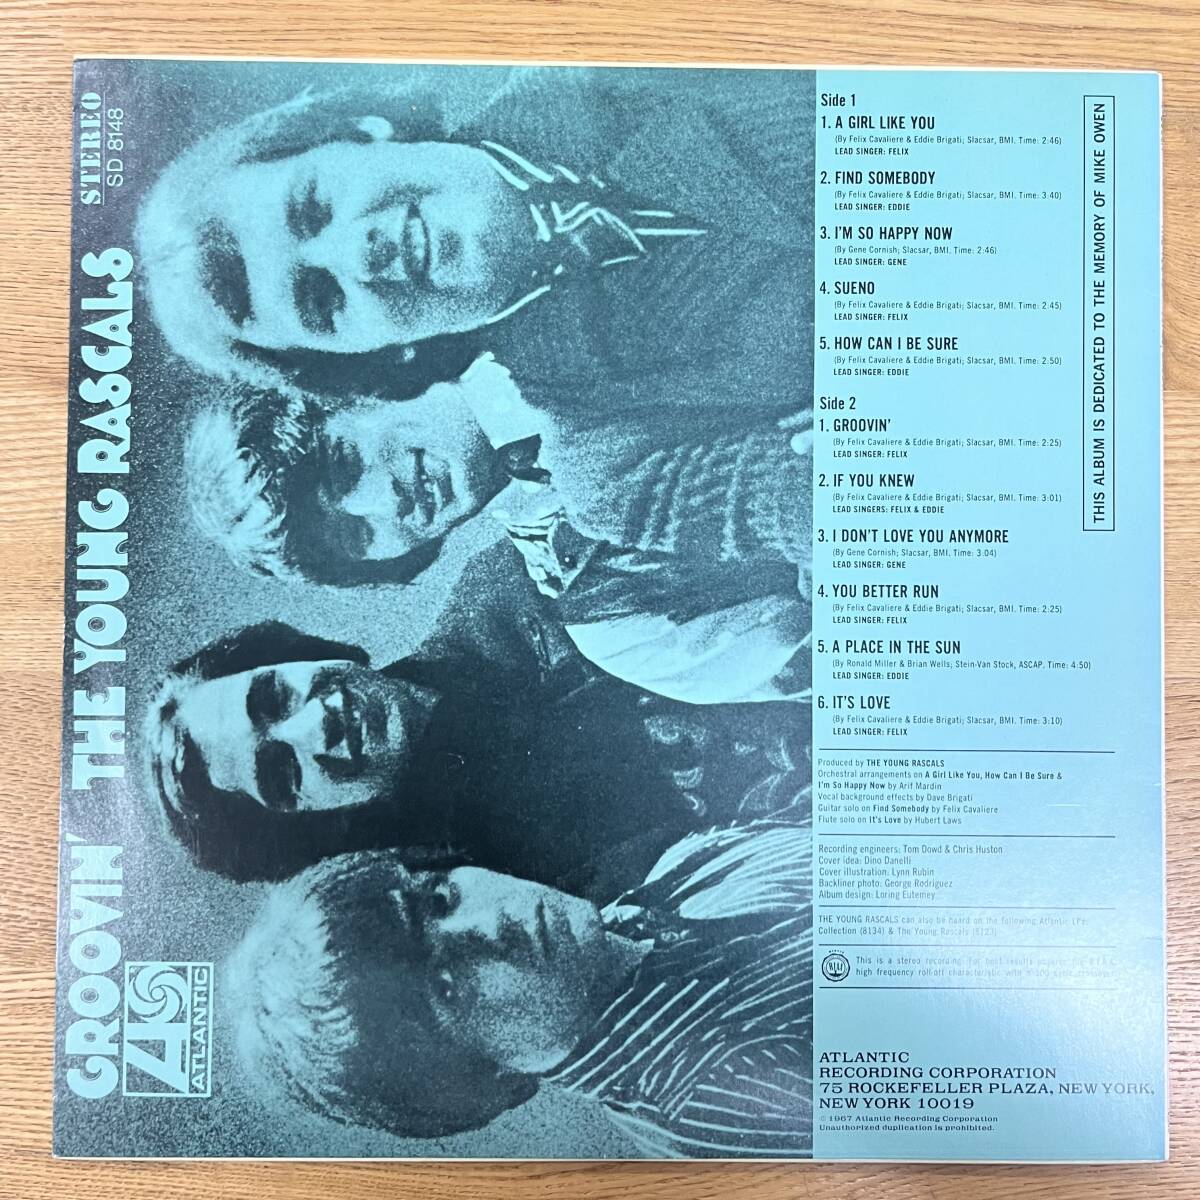 GROOVIN' THE YOUNG RASCALS
STEREO
SD 8148
ATLANTIC
Side 1
1. A GIRL LIKE YOU
(By Felix Cavaliere & Eddie Brigati; Slacsar, BMI. Time: 2:46)
LEAD SINGER: FELIX
2. FIND SOMEBODY
(By Felix Cavaliere & Eddie Brigati; Slacsar, BMI. Time: 3:40)
LEAD SINGER: EDDIE
3. I'M SO HAPPY NOW
(By Gene Cornish; Slacsar, BMI. Time: 2:46)
LEAD SINGER: GENE
4. SUENO
(By Felix Cavaliere & Eddie Brigati; Slacsar, BMI. Time: 2:45)
LEAD SINGER: FELIX
5. HOW CAN I BE SURE
(By Felix Cavaliere & Eddie Brigati; Slacsar, BMI. Time: 2:50)
LEAD SINGER: EDDIE
Side 2
1. GROOVIN'
(By Felix Cavaliere & Eddie Brigati; Slacsar, BMI. Time: 2:25)
LEAD SINGER: FELIX
2. IF YOU KNEW
(By Felix Cavaliere & Eddie Brigati; Slacsar, BMI. Time: 3:01)
LEAD SINGERS: FELIX & EDDIE
3. I DON'T LOVE YOU ANYMORE
(By Gene Cornish; Slacsar, BMI. Time: 3:04)
LEAD SINGER: GENE
4. YOU BETTER RUN
(By Felix Cavaliere & Eddie Brigati; Slacsar, BMI. Time: 2:25)
LEAD SINGER: FELIX
5. A PLACE IN THE SUN
(By Ronald Miller & Brian Wells; Stein-Van Stock, ASCAP. Time: 4:50)
LEAD SINGER: EDDIE
6. IT'S LOVE
(By Felix Cavaliere & Eddie Brigati; Slacsar, BMI. Time: 3:10)
LEAD SINGER: FELIX
THIS ALBUM IS DEDICATED TO THE MEMORY OF MIKE OWEN
Produced by THE YOUNG RASCALS
Orchestral arrangements on A Girl Like You, How Can I Be Sure &
I'm So Happy Now by Arif Mardin
Vocal background effects by Dave Brigati
Guitar solo on Find Somebody by Felix Cavaliere
Flute solo on It's Love by Hubert Laws
Recording engineers: Tom Dowd & Chris Huston
Cover idea: Dino Danelli
Cover illustration: Lynn Rubin
Backliner photo: George Rodriguez
Album design: Loring Eutemey
THE YOUNG RASCALS can also be heard on the following Atlantic LPs:
Collection (8134) & The Young Rascals (8123)
This is a stereo recording. For best results
high frequency roll-off characteristic with
ATLANTIC
RECORDING CORPORATION
75 ROCKEFELLER PLAZA, NEW YORK,
NEW YORK 10019
© 1967 Atlantic Recording Corporation
Unauthorized duplication is prohibited.